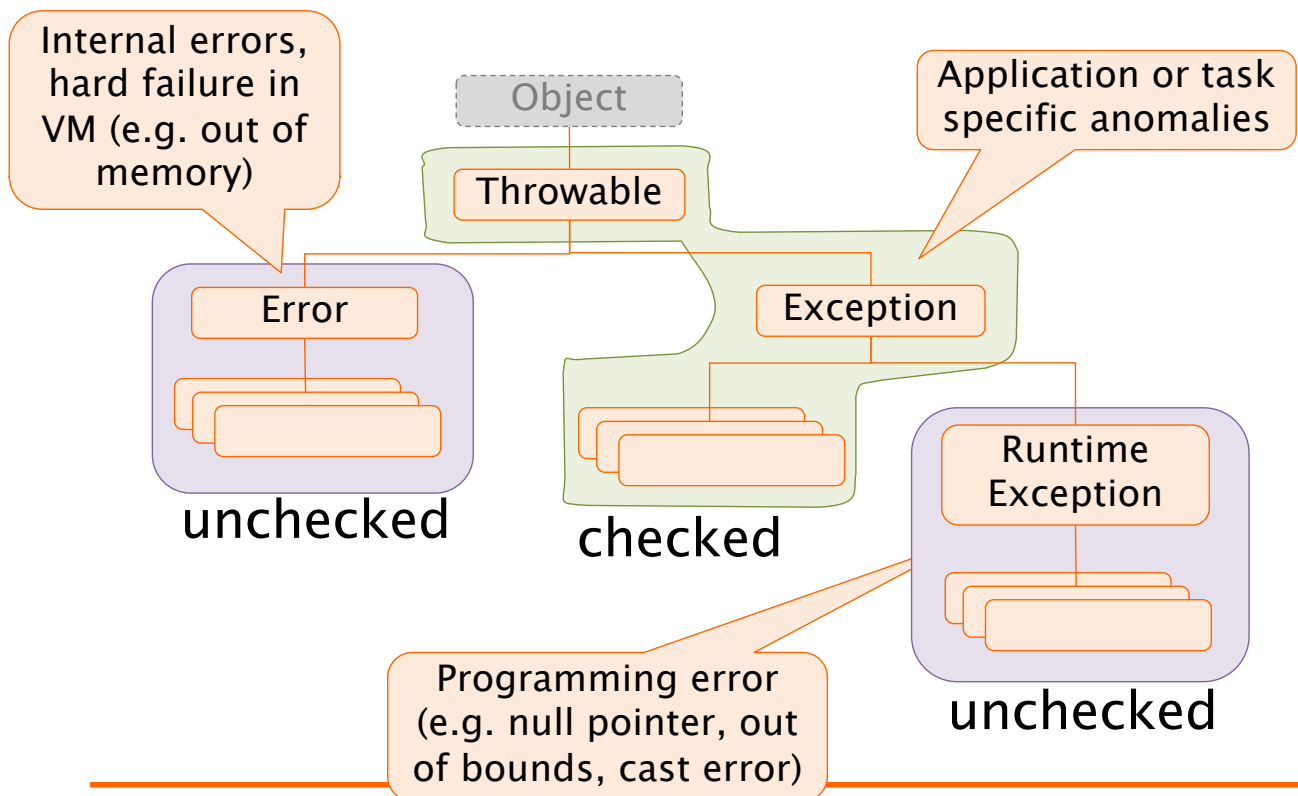 Internal errors,
hard failure in
VM (e.g. out of
memory)
Object
Application or task
specific anomalies
Throwable
Error
Exception
Runtime
Exception
unchecked
checked
unchecked
Programming error
(e.g. null pointer, out
of bounds, cast error)